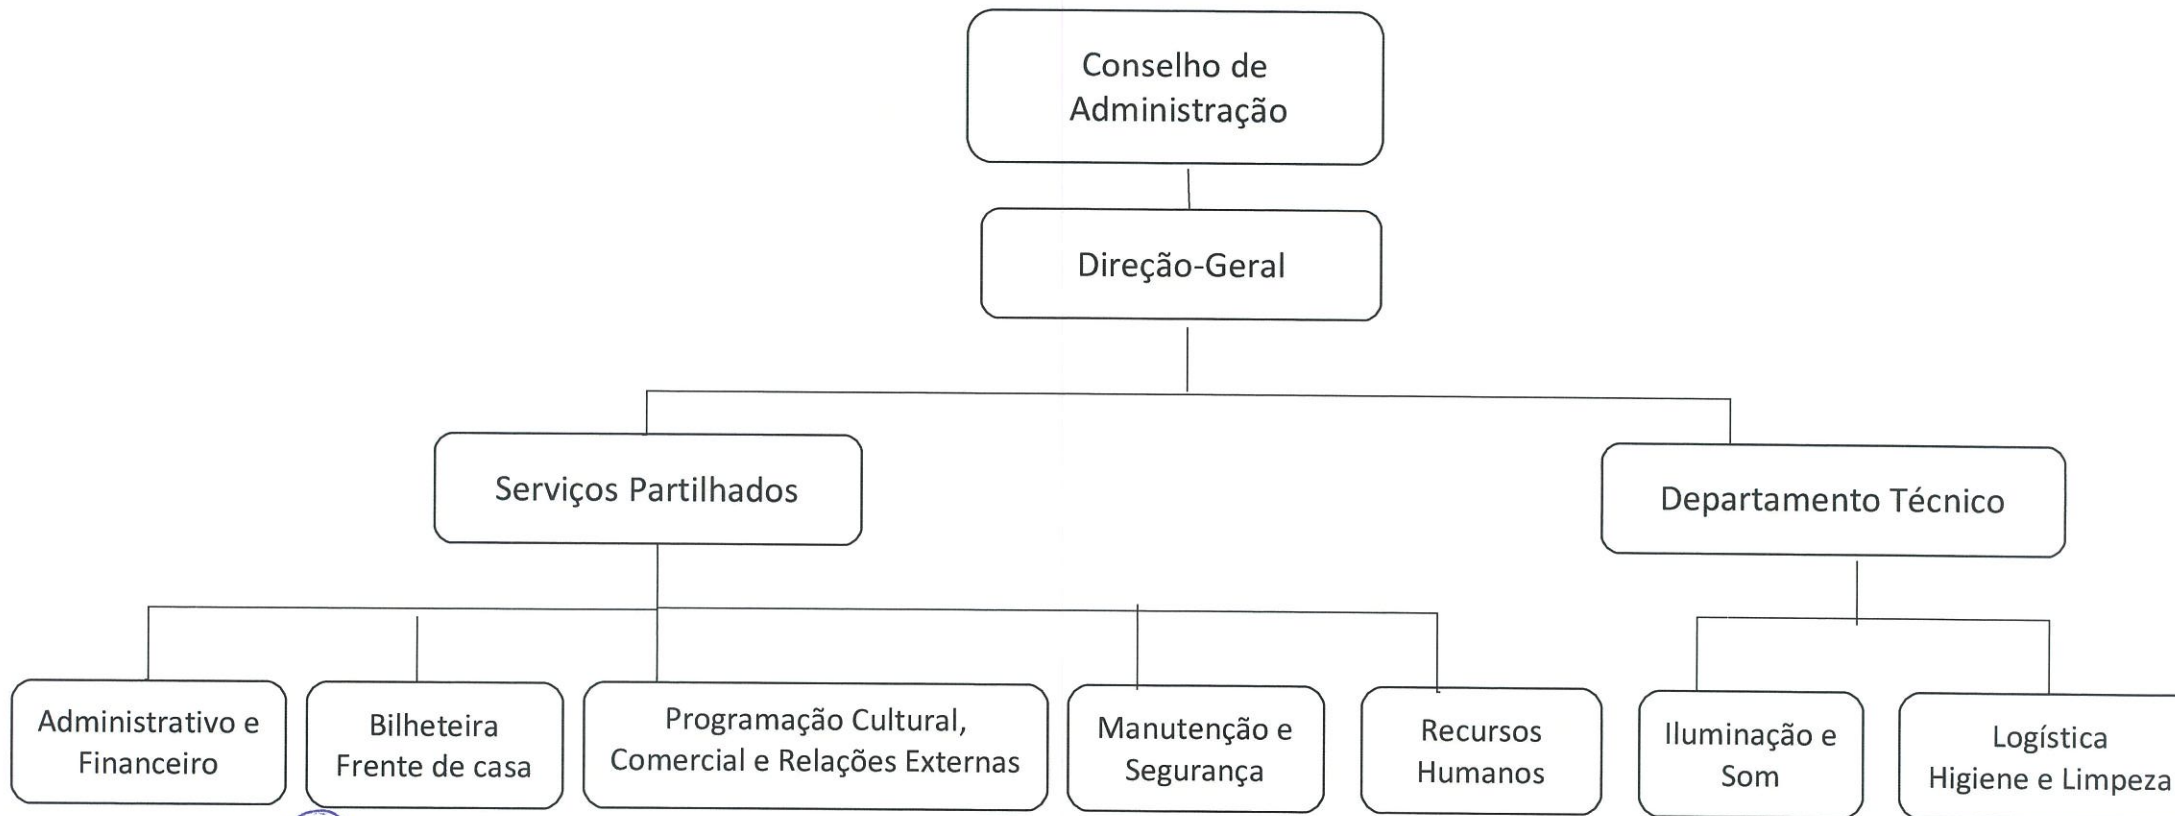 Conselho de
Administração
Direção-Geral
Serviços Partilhados
Departamento Técnico
Administrativo e
Financeiro
Bilheteira
Frente de casa
Programação Cultural,
Comercial e Relações Externas
Manutenção e
Segurança
Recursos
Humanos
Iluminação e
Som
Logística
Higiene e Limpeza